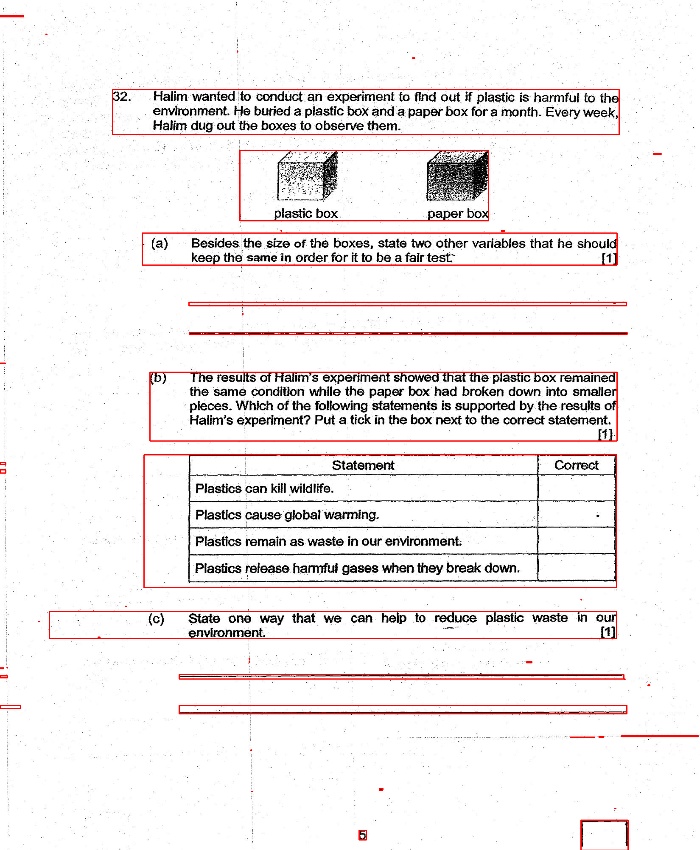 32. Halim wanted to conduct an experiment to find out if plastic is harmful to the
environment. He buried a plastic box and a paper box for a month. Every week,
Halim dug out the boxes to observe them.
plastic box paper box
(a) Besides the size of the boxes, state two other variables that he should
keep the same in order for it to be a fair test. [1]
(b) The results of Halim's experiment showed that the plastic box remained
the same condition while the paper box had broken down into smaller
pieces. Which of the following statements is supported by the results of
Halim's experiment? Put a tick in the box next to the correct statement.
[1]
Statement Correct
Plastics can kill wildlife.
Plastics cause global warming.
Plastics remain as waste in our environment.
Plastics release harmful gases when they break down.
(c) State one way that we can help to reduce plastic waste in our
environment. [1]
5